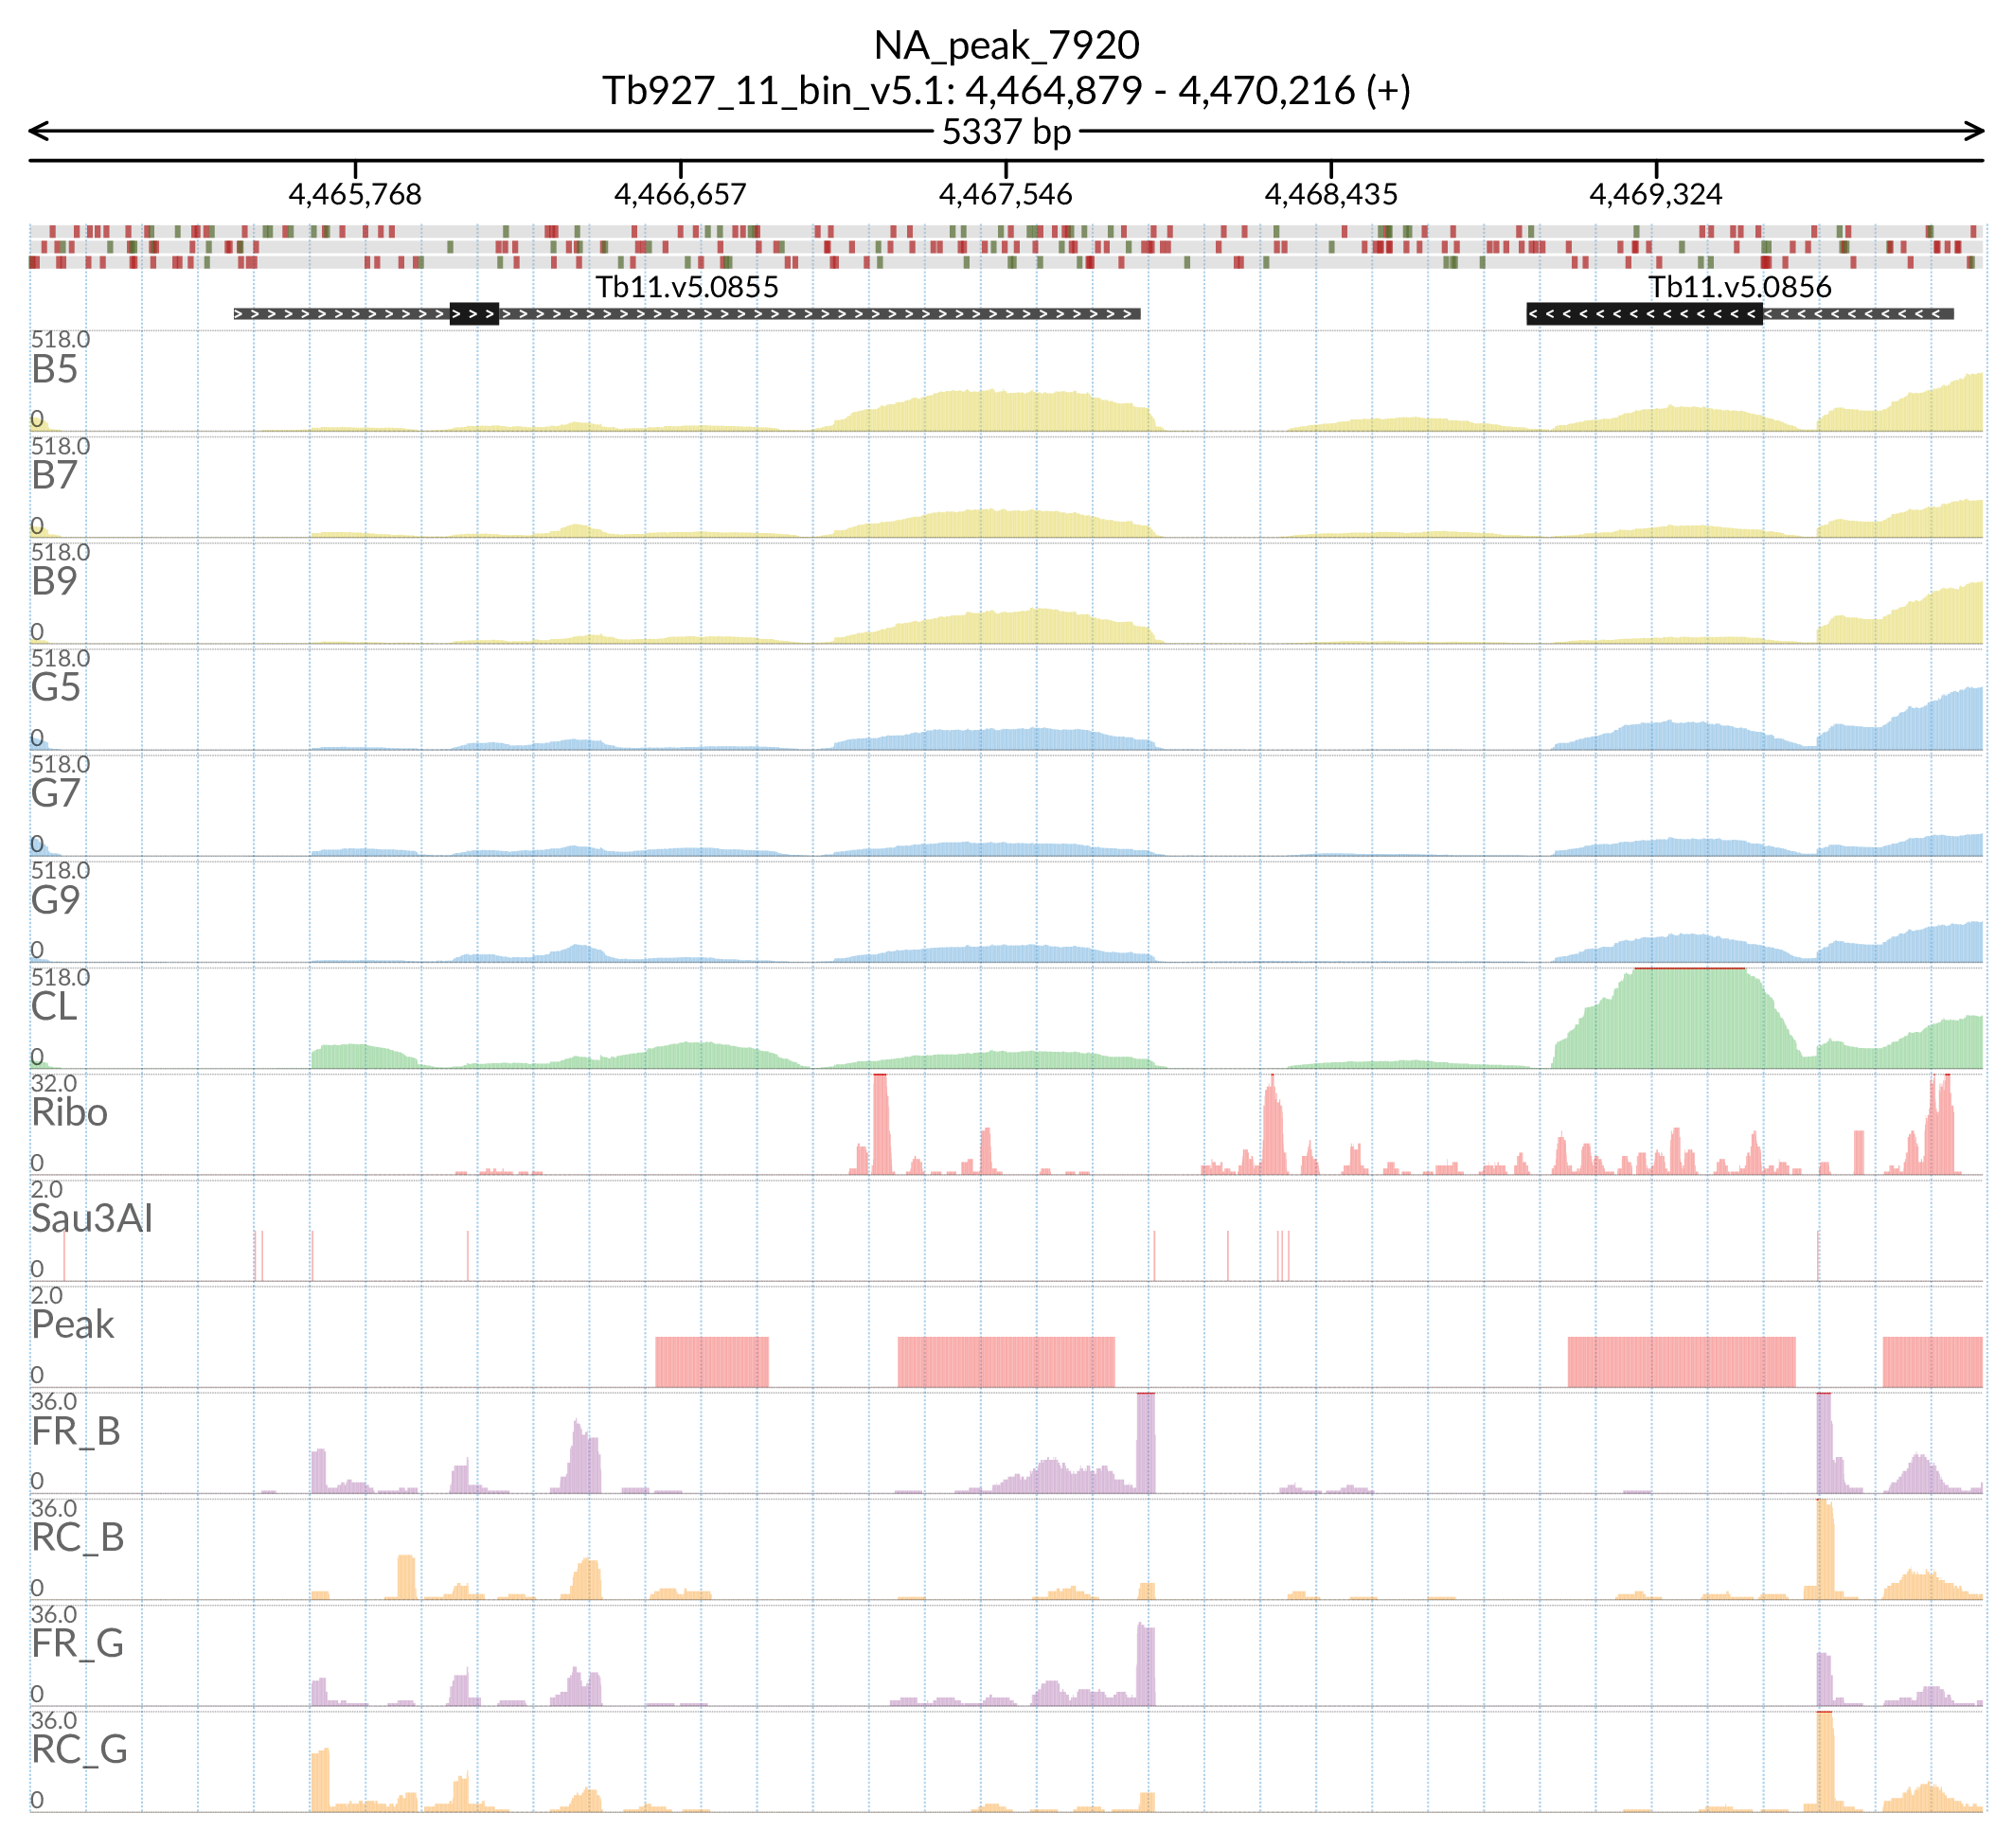 NA_peak_7920
Tb927_11_bin_v5.1: 4,464,879 - 4,470,216 (+)
5337 bp
4,465,768 4,466,657 4,467,546 4,468,435 4,469,324
Tb11.v5.0855 Tb11.v5.0856
518.0
B5
0
518.0
B7
0
518.0
B9
0
518.0
G5
0
518.0
G7
0
518.0
G9
0
518.0
CL
0
32.0
Ribo
0
2.0
Sau3AI
0
2.0
Peak
0
36.0
FR_B
0
36.0
RC_B
0
36.0
FR_G
0
36.0
RC_G
0